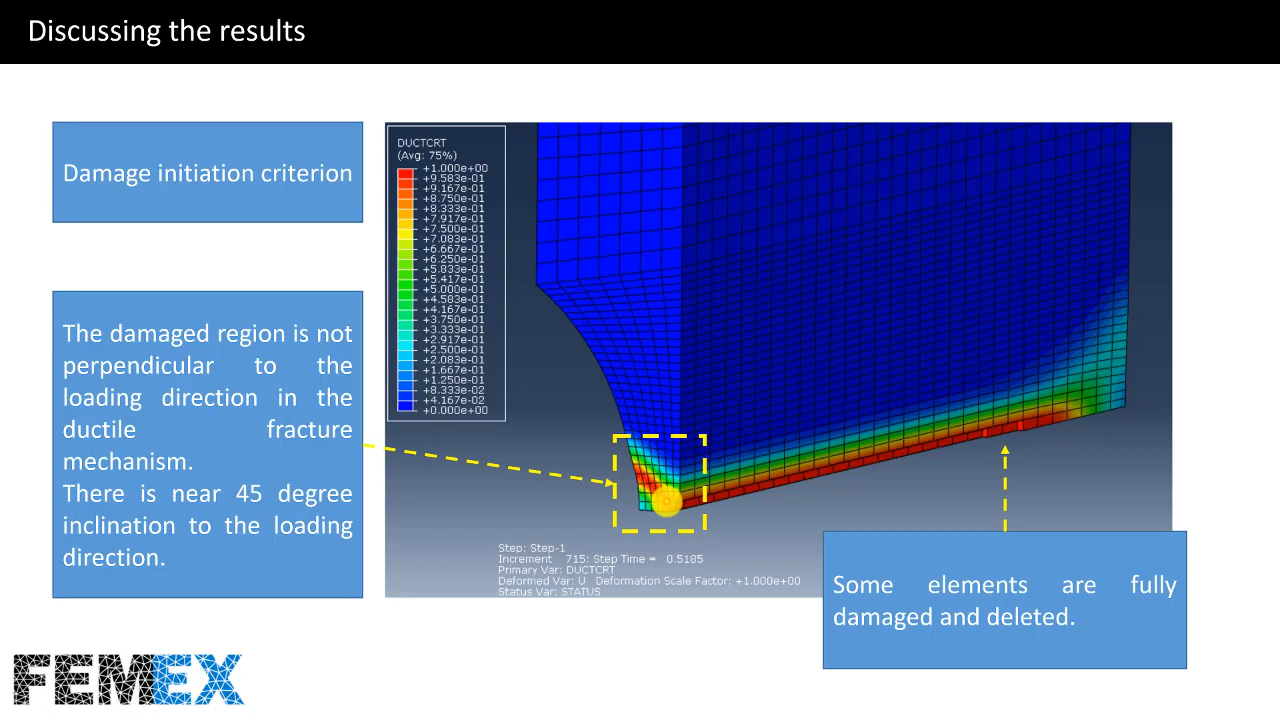 Discussing the results
Damage initiation criterion
The damaged region is not
perpendicular to the
loading direction in the
ductile fracture
mechanism.
There is near 45 degree
inclination to the loading
direction.
DUCTCRT
(Avg: 75%)
+1.000e+00
+9.583e-01
+9.167e-01
+8.750e-01
+8.333e-01
+7.917e-01
+7.500e-01
+7.083e-01
+6.667e-01
+6.250e-01
+5.833e-01
+5.417e-01
+5.000e-01
+4.583e-01
+4.167e-01
+3.750e-01
+3.333e-01
+2.917e-01
+2.500e-01
+2.083e-01
+1.667e-01
+1.250e-01
+8.333e-02
+4.167e-02
+0.000e+00
Step: Step-1
Increment 715: Step Time = 0.5185
Primary Var: DUCTCRT
Deformed Var: U Deformation Scale Factor: +1.000e+00
Status Var: STATUS
Some elements are fully
damaged and deleted.
FEMEX